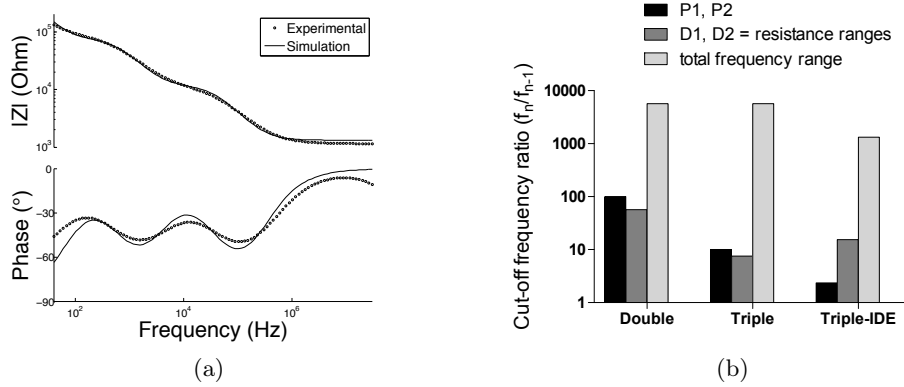 Experimental
Simulation
|Z| (Ohm)
10^5
10^4
10^3
Phase (°)
0
−30
−60
−90
10^2
10^4
10^6
Frequency (Hz)
(a)
P1, P2
D1, D2 = resistance ranges
total frequency range
Cut-off frequency ratio (f_n/f_{n-1})
10000
1000
100
10
1
Double
Triple
Triple-IDE
(b)